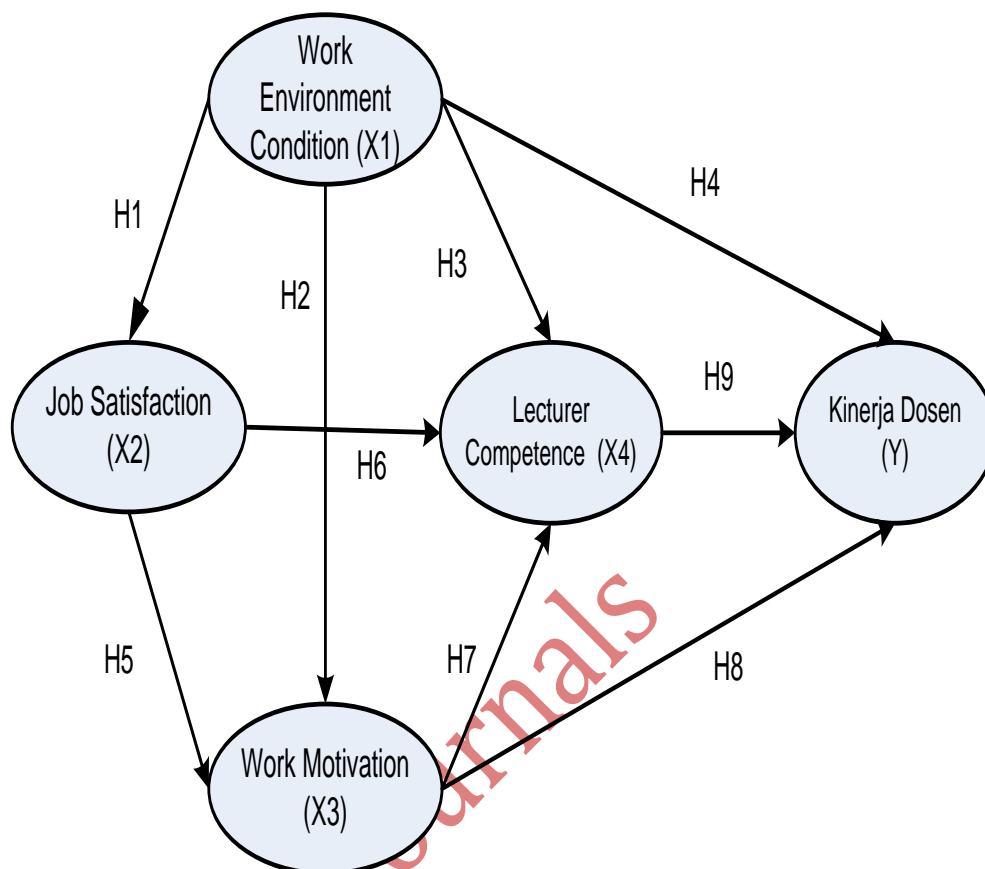 Work
Environment
Condition (X1)
H4
H1
H3
H2
Job Satisfaction
(X2)
Lecturer
Competence (X4)
H9
Kinerja Dosen
(Y)
H6
H5
H7
H8
Work Motivation
(X3)
urnals